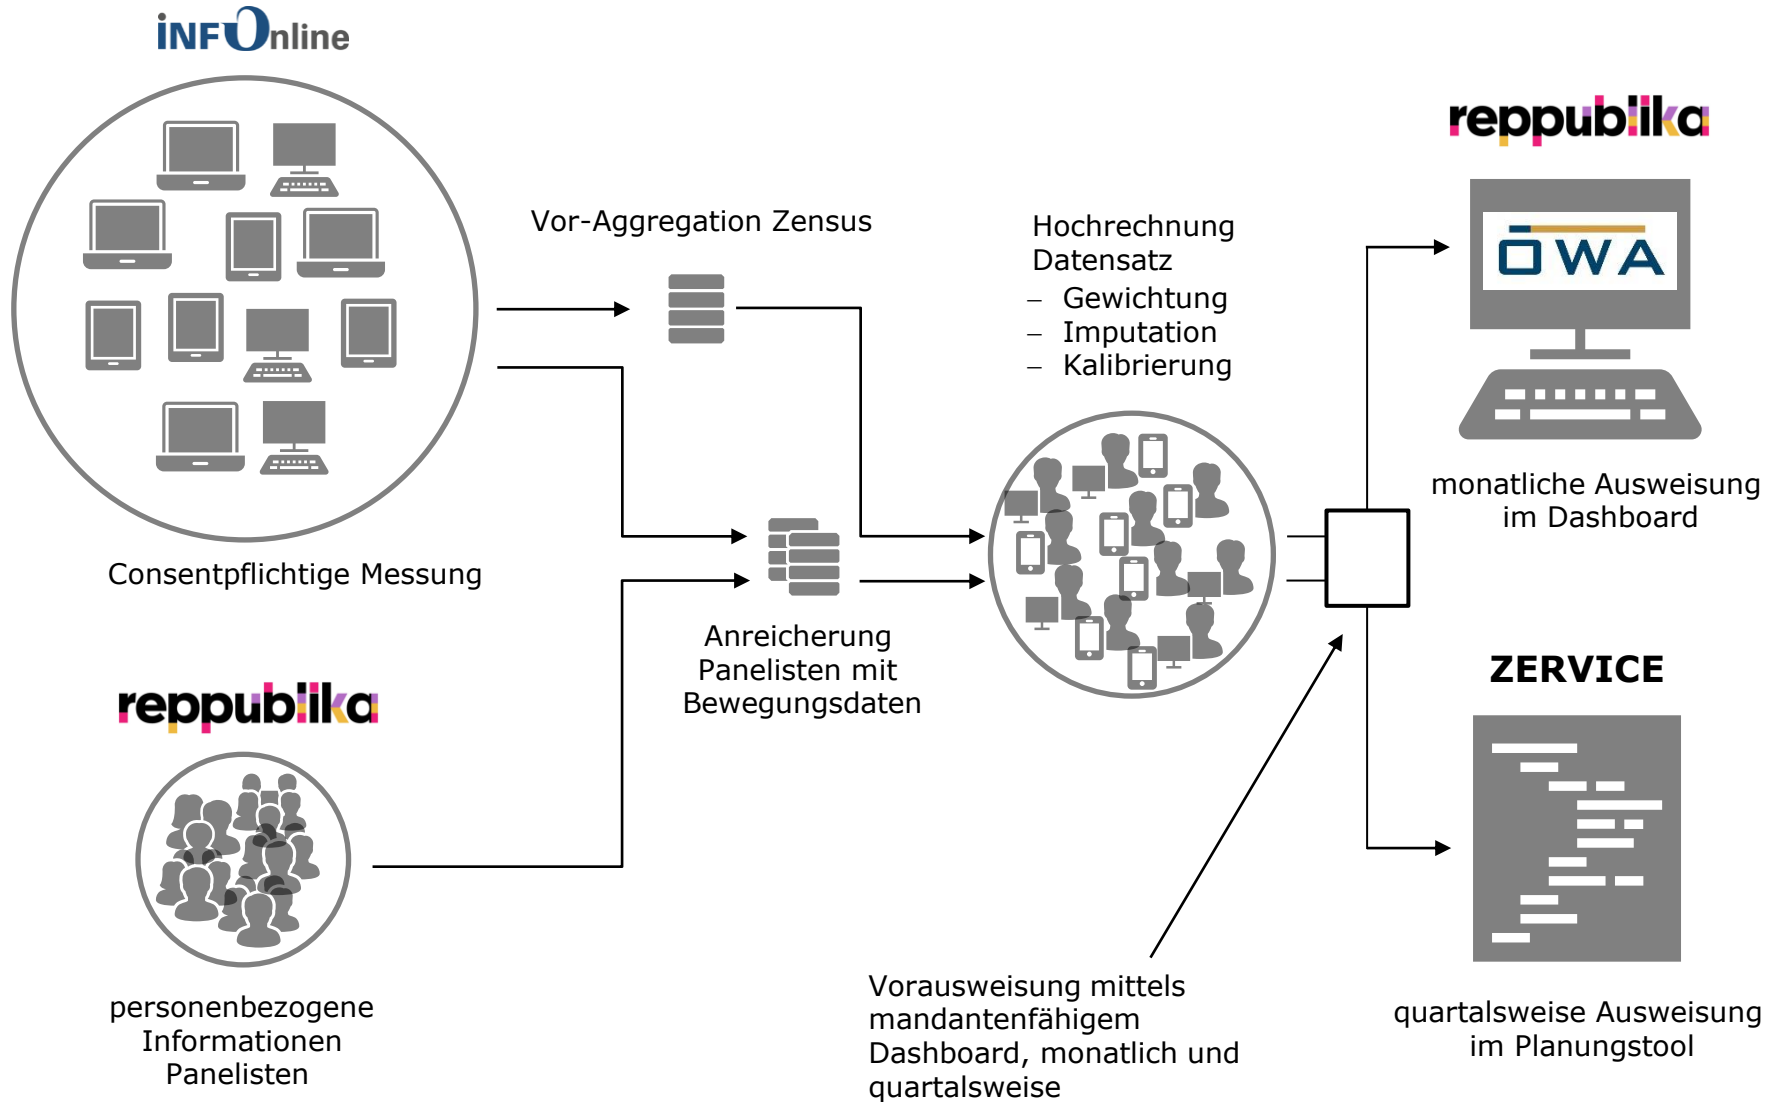 INFOnline
Consentpflichtige Messung
reppublika
personenbezogene
Informationen
Panelisten
Vor-Aggregation Zensus
Anreicherung
Panelisten mit
Bewegungsdaten
Hochrechnung
Datensatz
– Gewichtung
– Imputation
– Kalibrierung
Vorausweisung mittels
mandantenfähigem
Dashboard, monatlich und
quartalsweise
reppublika
ŌWA
monatliche Ausweisung
im Dashboard
ZERVICE
quartalsweise Ausweisung
im Planungstool